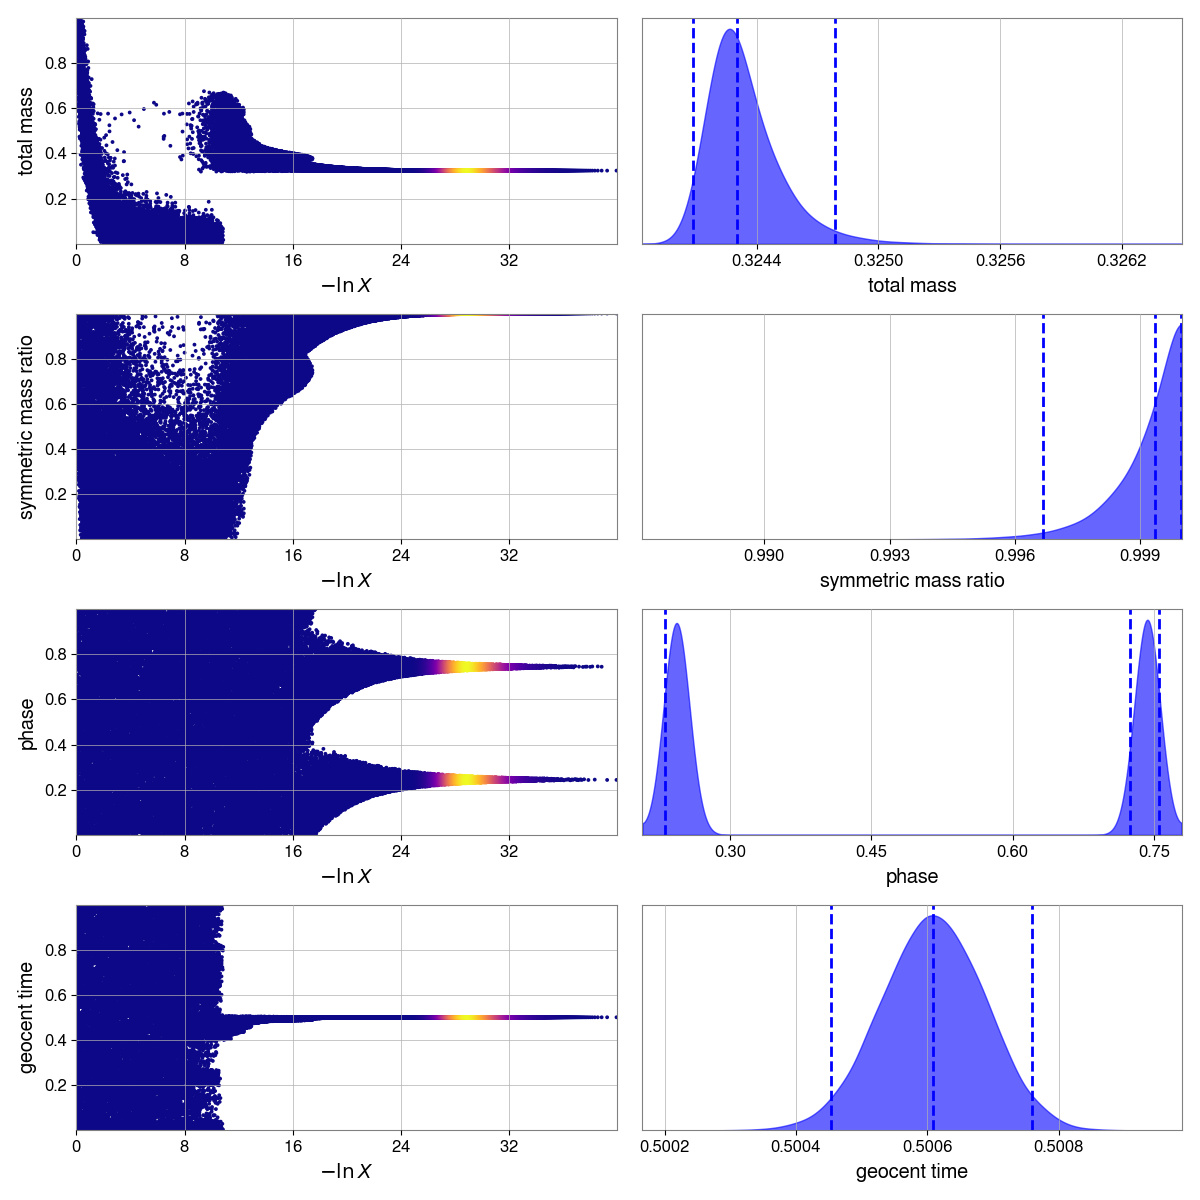 total mass
0.8
0.6
0.4
0.2
0 8 16 24 32
−ln X
0.3244 0.3250 0.3256 0.3262
total mass
symmetric mass ratio
0.8
0.6
0.4
0.2
0 8 16 24 32
−ln X
0.990 0.993 0.996 0.999
symmetric mass ratio
phase
0.8
0.6
0.4
0.2
0 8 16 24 32
−ln X
0.30 0.45 0.60 0.75
phase
geocent time
0.8
0.6
0.4
0.2
0 8 16 24 32
−ln X
0.5002 0.5004 0.5006 0.5008
geocent time